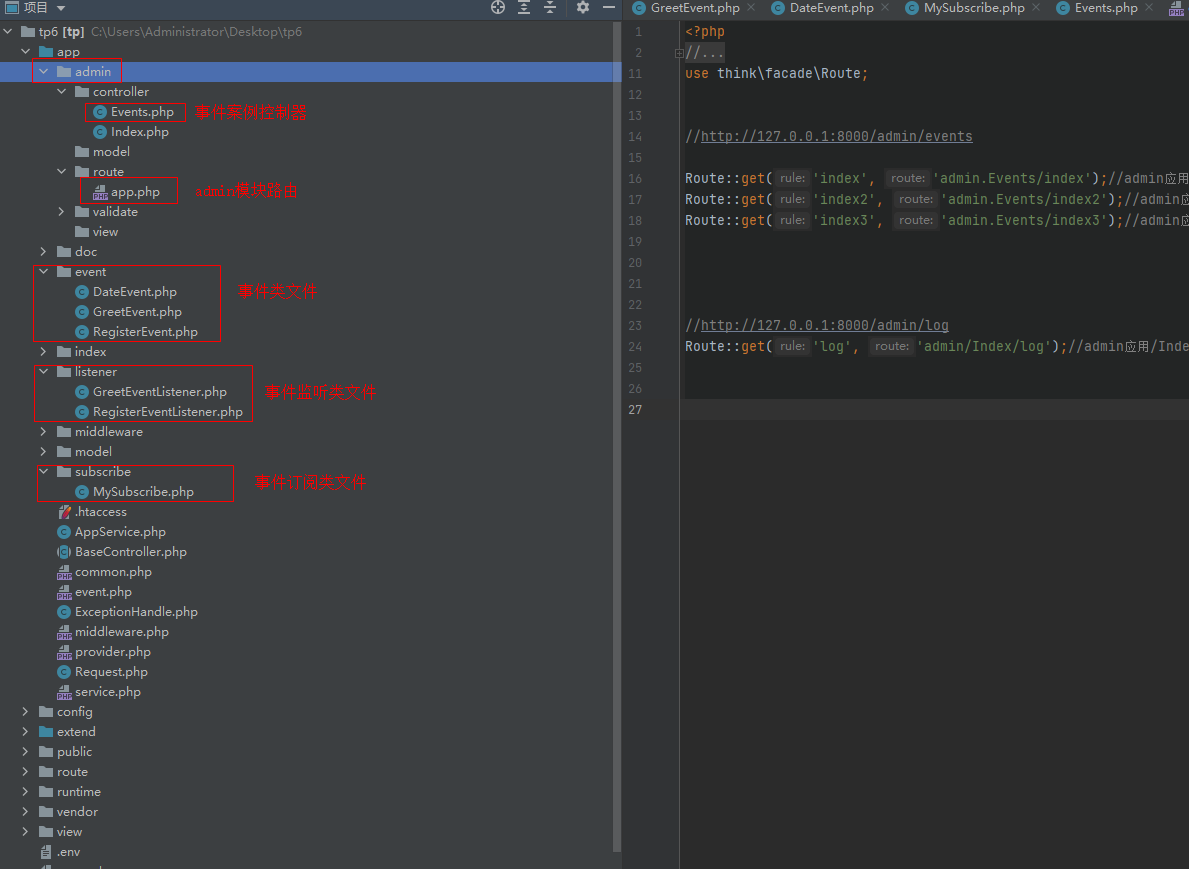 项目
tp6 [tp] C:\Users\Administrator\Desktop\tp6
app
admin
controller
Events.php 事件案例控制器
Index.php
model
route
app.php admin模块路由
validate
view
doc
event
DateEvent.php 事件类文件
GreetEvent.php
RegisterEvent.php
index
listener
GreetEventListener.php 事件监听类文件
RegisterEventListener.php
middleware
model
subscribe
MySubscribe.php 事件订阅类文件
.htaccess
AppService.php
BaseController.php
common.php
event.php
ExceptionHandle.php
middleware.php
provider.php
Request.php
service.php
config
extend
public
route
runtime
vendor
view
.env
GreetEvent.php DateEvent.php MySubscribe.php Events.php
1 <?php
2 //...
11 use think\facade\Route;
12
13
14 //http://127.0.0.1:8000/admin/events
15
16 Route::get( rule: 'index', route: 'admin.Events/index');//admin应用
17 Route::get( rule: 'index2', route: 'admin.Events/index2');//admin应
18 Route::get( rule: 'index3', route: 'admin.Events/index3');//admin应
19
20
21
22
23 //http://127.0.0.1:8000/admin/log
24 Route::get( rule: 'log', route: 'admin/Index/log');//admin应用/Inde
25
26
27